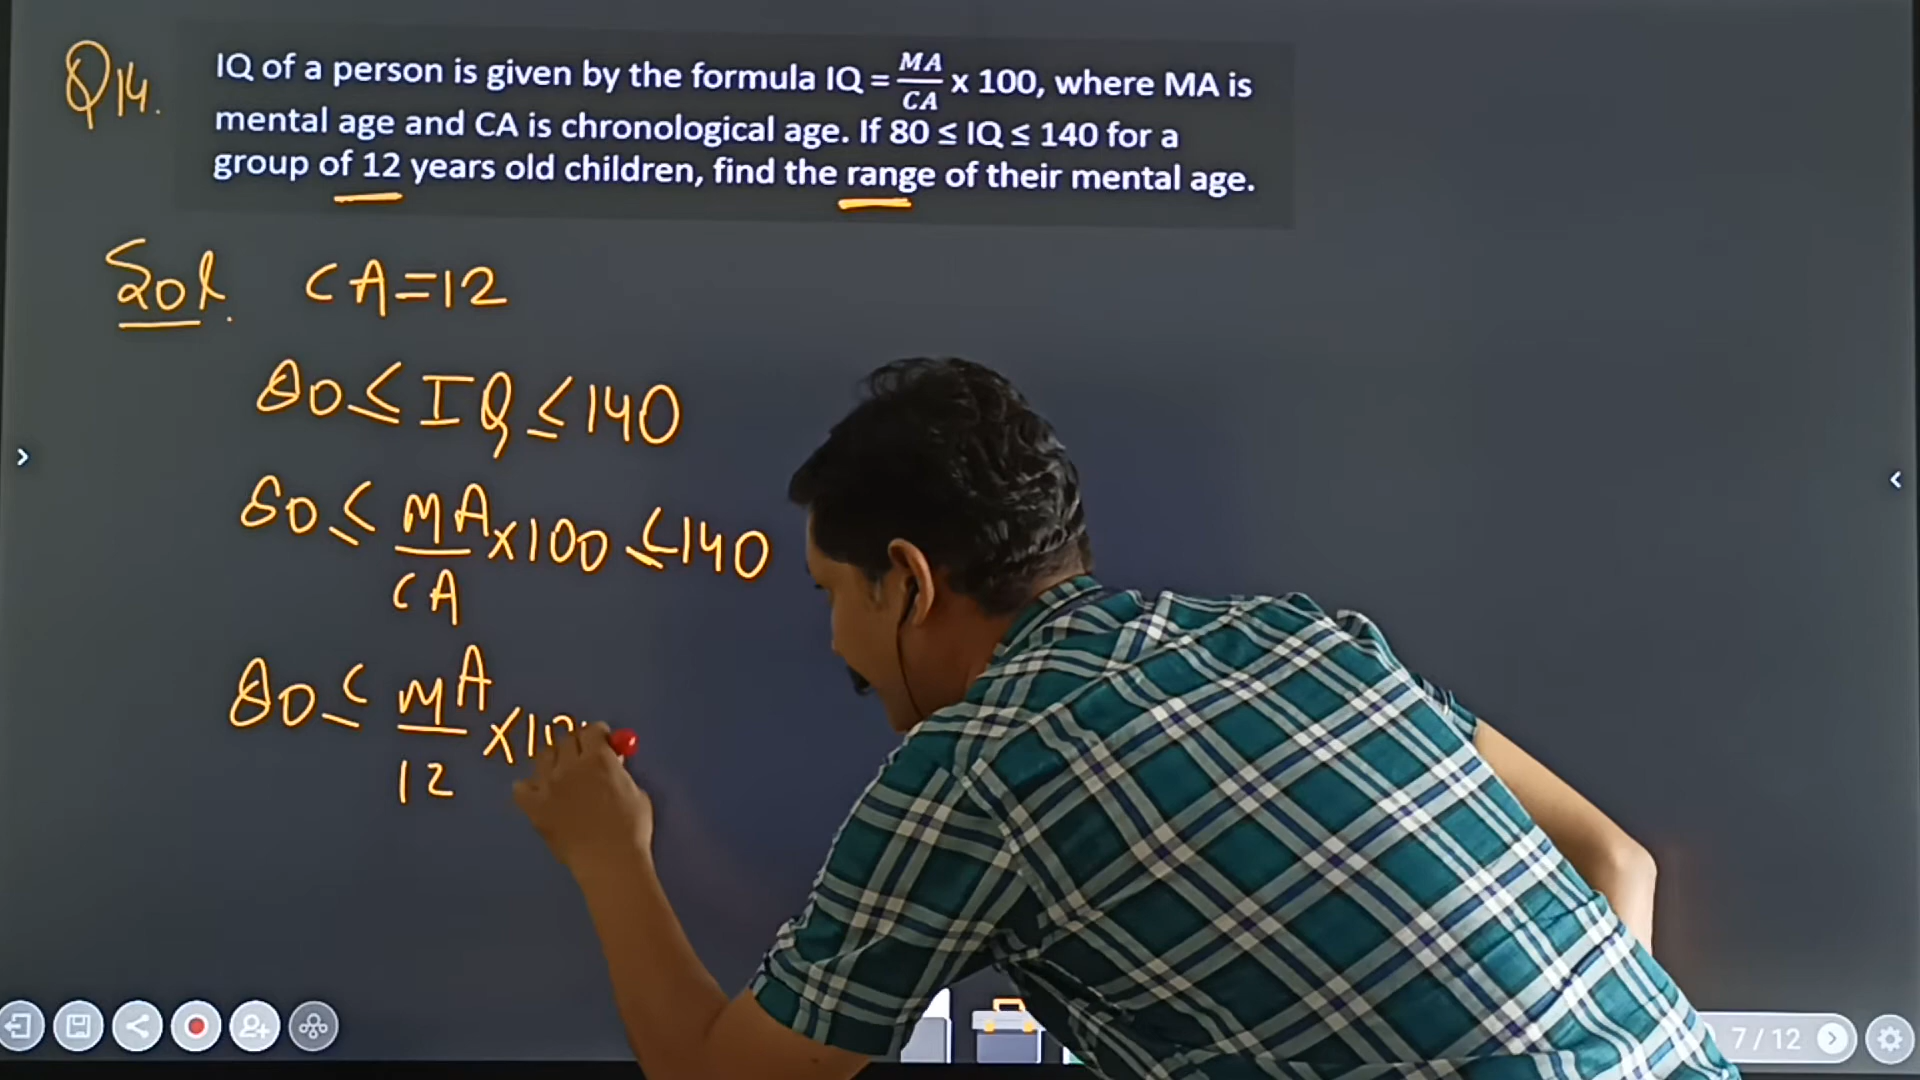 Q14.
IQ of a person is given by the formula IQ = MA/CA x 100, where MA is
mental age and CA is chronological age. If 80 ≤ IQ ≤ 140 for a
group of 12 years old children, find the range of their mental age.
Sol. CA=12
80 ≤ IQ ≤ 140
80 ≤ MA/CA × 100 ≤ 140
80 ≤ MA/12 ×
7 / 12